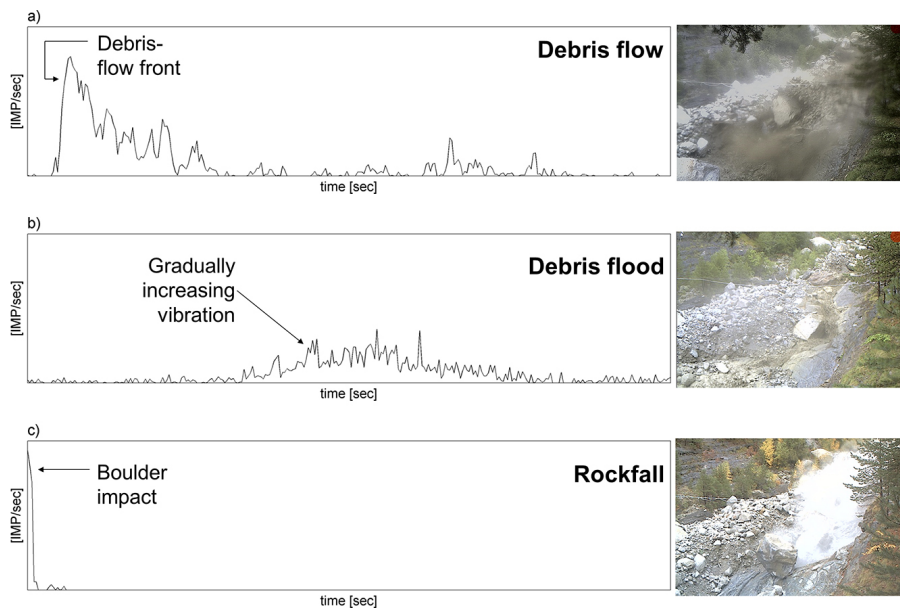 a)
Debris-
flow front
Debris flow
[IMP/sec]
time [sec]
b)
Gradually
increasing
vibration
Debris flood
[IMP/sec]
time [sec]
c)
Boulder
impact
Rockfall
[IMP/sec]
time [sec]